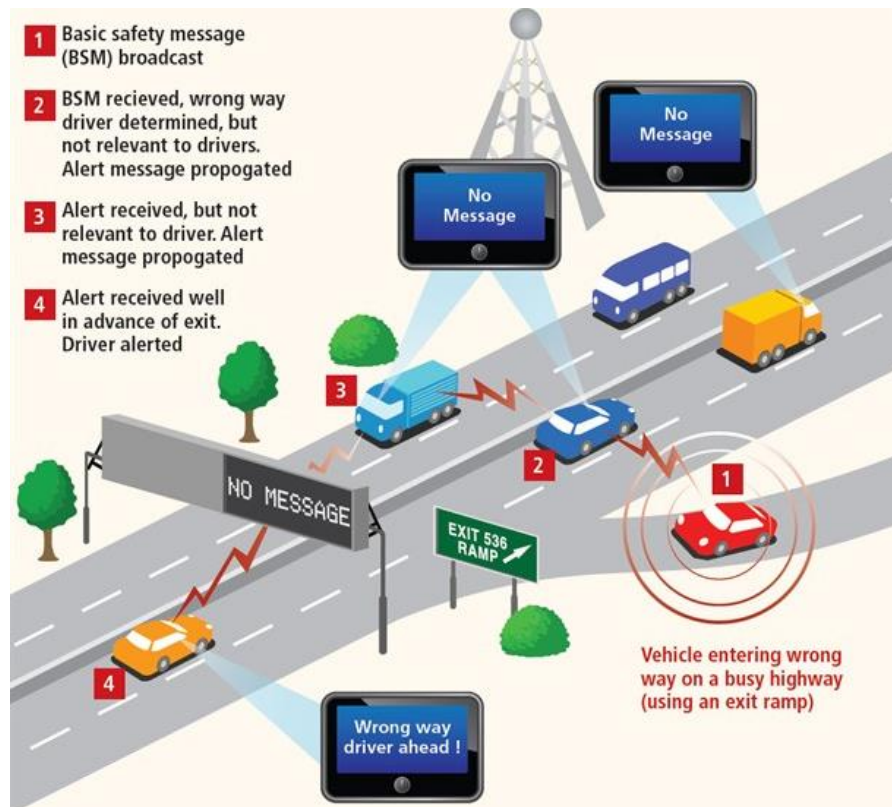 1 Basic safety message
(BSM) broadcast
2 BSM recieved, wrong way
driver determined, but
not relevant to drivers.
Alert message propogated
3 Alert received, but not
relevant to driver. Alert
message propogated
4 Alert received well
in advance of exit.
Driver alerted
No
Message
No
Message
3
2
1
NO MESSAGE
EXIT 536
RAMP
4
Vehicle entering wrong
way on a busy highway
(using an exit ramp)
Wrong way
driver ahead !